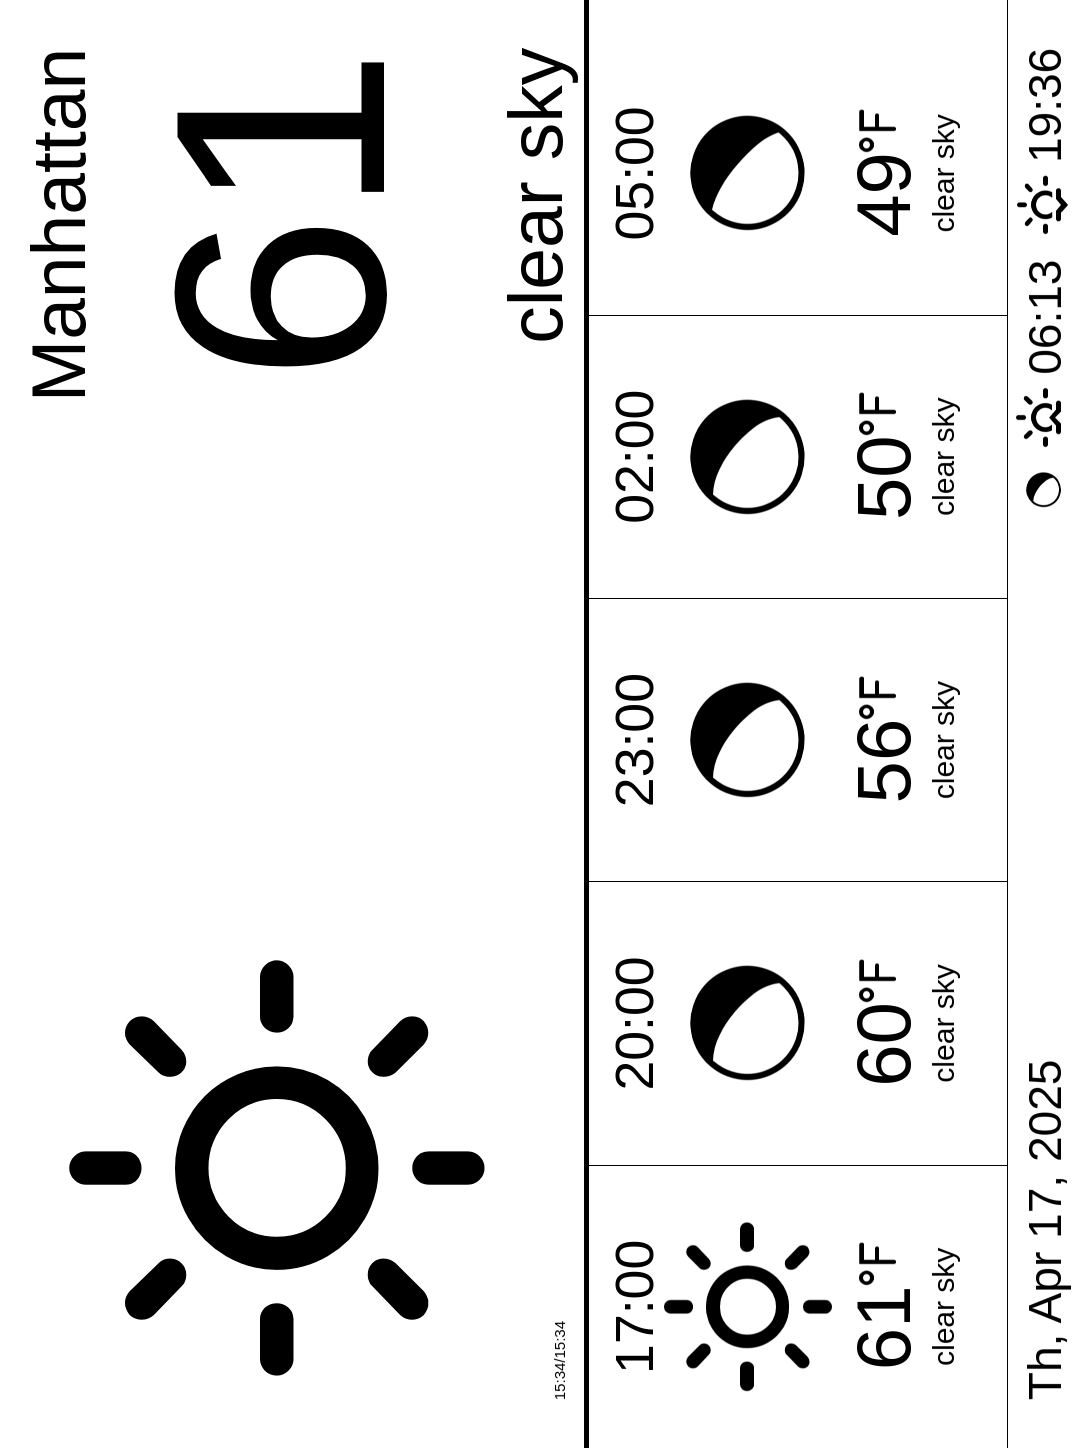 Manhattan
61
clear sky
15:34/15:34
17:00 20:00 23:00 02:00 05:00
61°F 60°F 56°F 50°F 49°F
clear sky clear sky clear sky clear sky clear sky
Th, Apr 17, 2025 06:13 19:36